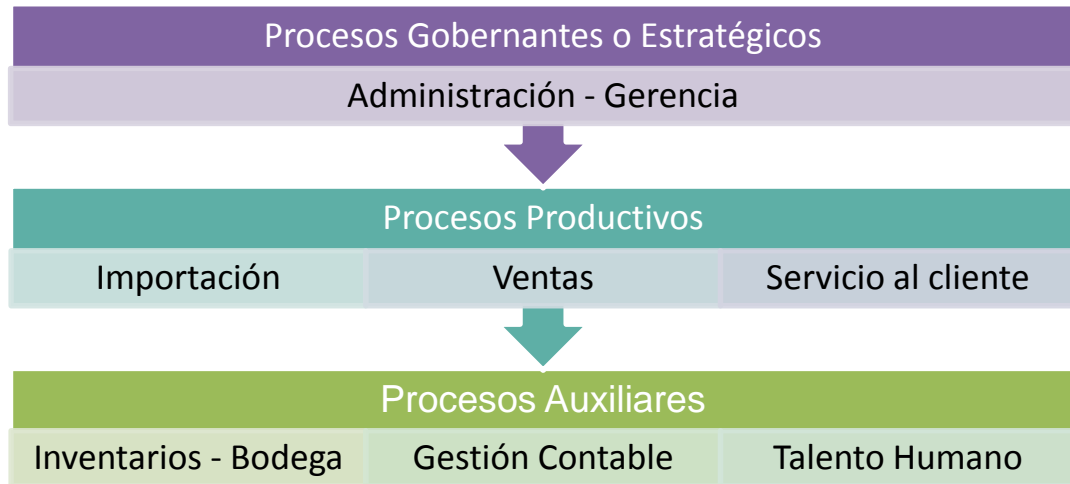 Procesos Gobernantes o Estratégicos
Administración - Gerencia
Procesos Productivos
Importación Ventas Servicio al cliente
Procesos Auxiliares
Inventarios - Bodega Gestión Contable Talento Humano